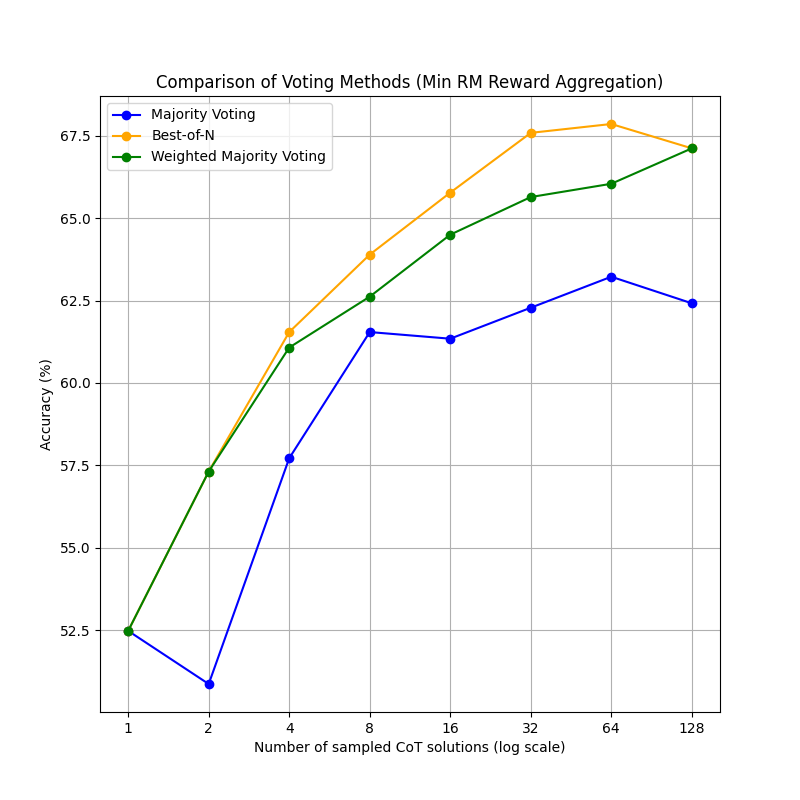 Comparison of Voting Methods (Min RM Reward Aggregation)
Majority Voting
Best-of-N
Weighted Majority Voting
Accuracy (%)
67.5
65.0
62.5
60.0
57.5
55.0
52.5
1 2 4 8 16 32 64 128
Number of sampled CoT solutions (log scale)